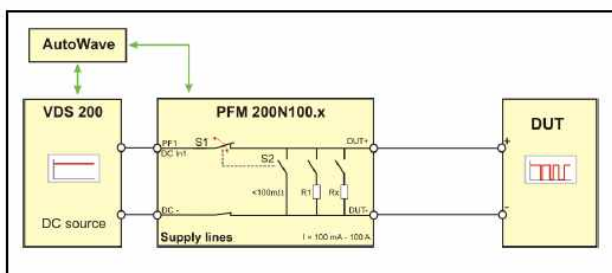 AutoWave
VDS 200
DC source
PFM 200N100.x
PF1
DC In1
S1
DUT+
S2
<100mΩ
R1
Rx
DC -
DUT-
Supply lines
I = 100 mA - 100 A
DUT
+
-